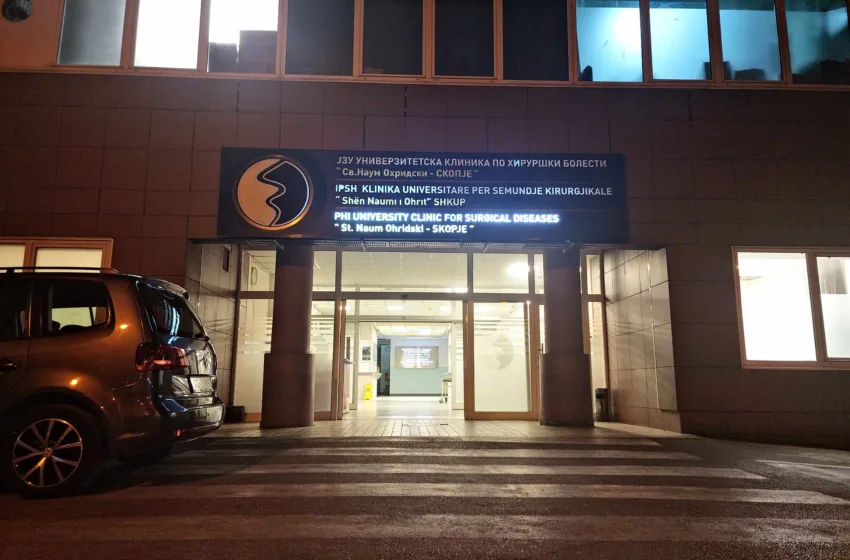 ЈЗУ УНИВЕРЗИТЕТСКА КЛИНИКА ПО ХИРУРШКИ БОЛЕСТИ
"Св.Наум Охридски - СКОПЈЕ"
IPSH KLINIKA UNIVERSITARE PER SEMUNDJE KIRURGJIKALE
"Shën Naumi i Ohrit" SHKUP
PHI UNIVERSITY CLINIC FOR SURGICAL DISEASES
"St. Naum Ohridski - SKOPJE"